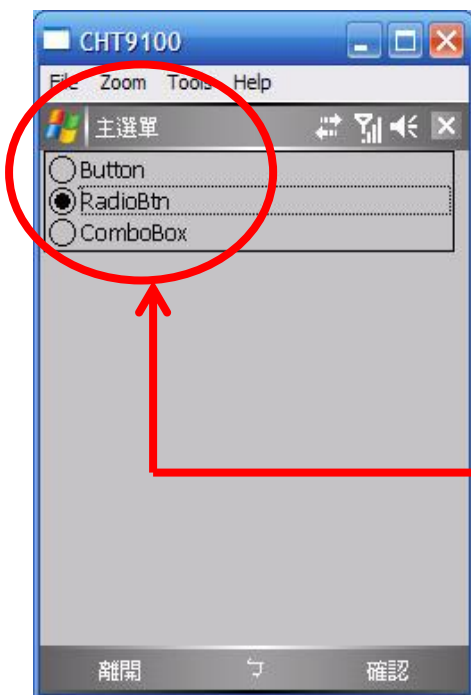 CHT9100
File Zoom Tools Help
主選單
Button
RadioBtn
ComboBox
離開 ㄅ 確認